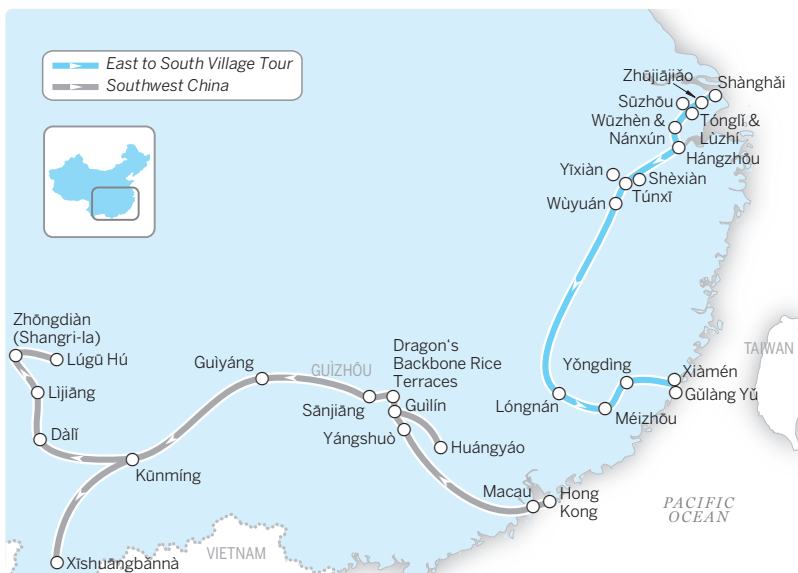 East to South Village Tour
Southwest China
Zhūjiājiǎo
Shànghǎi
Sūzhōu
Wūzhèn &
Nánxún
Tónglǐ &
Lùzhí
Hángzhōu
Yīxiàn
Shèxiàn
Túnxī
Wùyuán
Zhōngdiàn
(Shangri-la)
Lúgū Hú
Lìjiāng
Dàlǐ
Kūnmíng
Xīshuāngbǎnnà
Guìyáng
GUÌZHŌU
Dragon's
Backbone Rice
Terraces
Sānjiāng
Guìlín
Yángshuò
Huángyáo
Macau
Hong
Kong
Yǒngdìng
Xiàmén
Gǔlàng Yǔ
Lóngnán
Méizhōu
TAIWAN
PACIFIC
OCEAN
VIETNAM